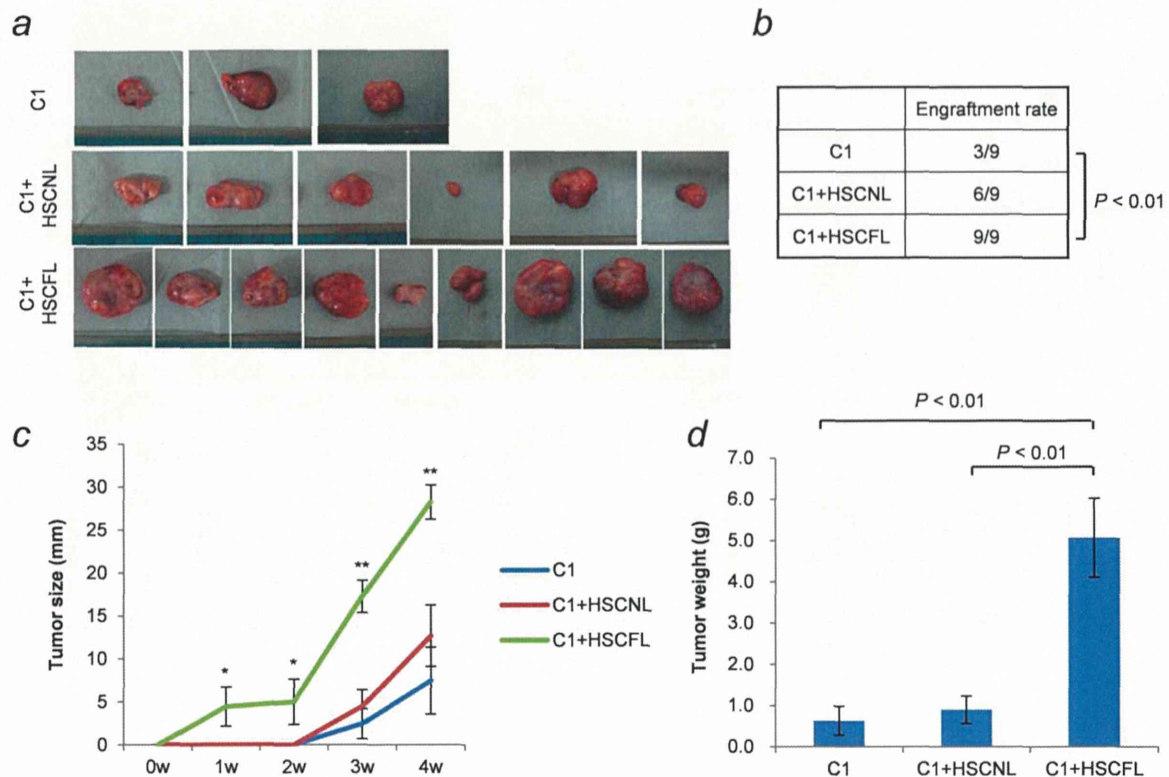 a
C1
C1+
HSCNL
C1+
HSCFL
b
Engraftment rate
C1 3/9
C1+HSCNL 6/9
C1+HSCFL 9/9
P < 0.01
c
Tumor size (mm)
35
30
25
20
15
10
5
0
0w 1w 2w 3w 4w
* * ** **
C1
C1+HSCNL
C1+HSCFL
d
P < 0.01
P < 0.01
Tumor weight (g)
7.0
6.0
5.0
4.0
3.0
2.0
1.0
0.0
C1 C1+HSCNL C1+HSCFL